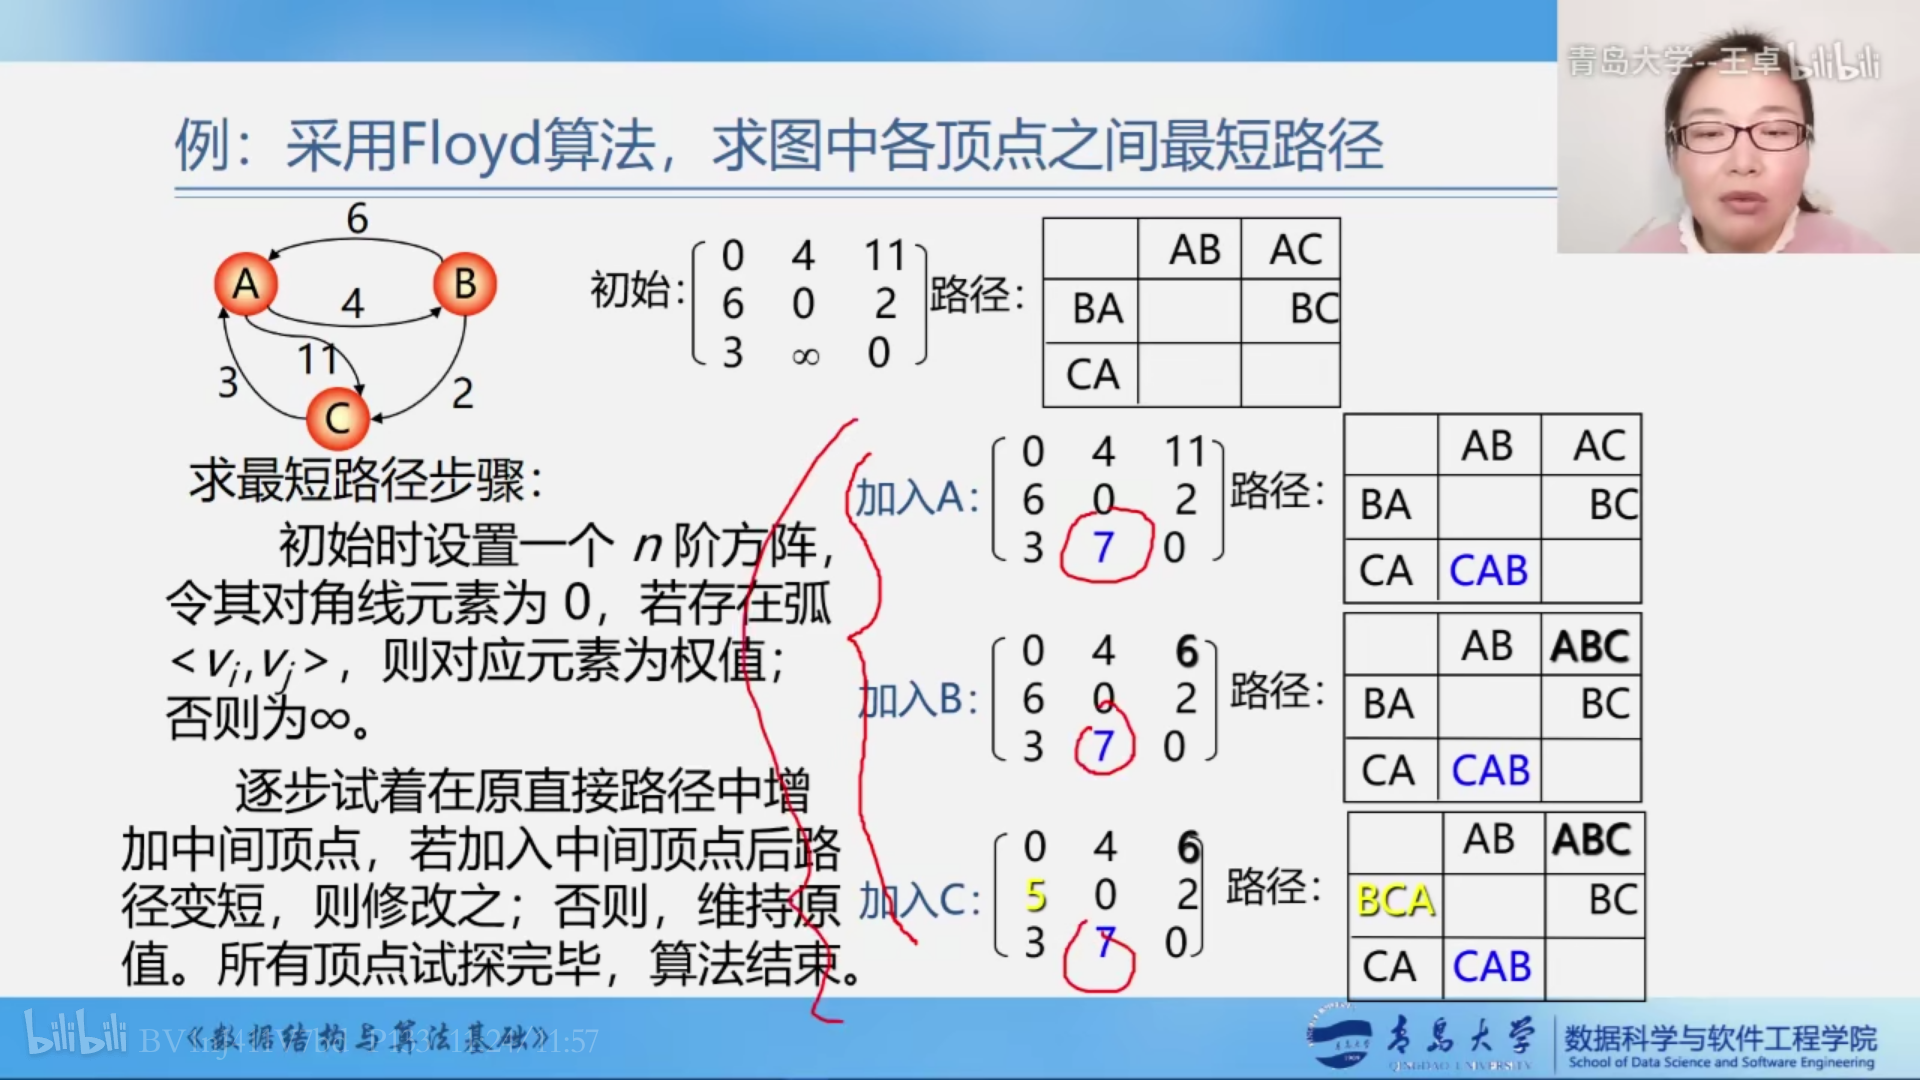 青岛大学--王卓 bilibili
例：采用Floyd算法，求图中各顶点之间最短路径
6
A
B
4
11
3
2
C
初始:
0 4 11
6 0 2
3 ∞ 0
路径:
AB AC
BA BC
CA
求最短路径步骤：
初始时设置一个 n 阶方阵，
令其对角线元素为 0，若存在弧
<vi,vj>，则对应元素为权值；
否则为∞。
逐步试着在原直接路径中增
加中间顶点，若加入中间顶点后路
径变短，则修改之；否则，维持原
值。所有顶点试探完毕，算法结束。
加入A:
0 4 11
6 0 2
3 7 0
路径:
AB AC
BA BC
CA CAB
加入B:
0 4 6
6 0 2
3 7 0
路径:
AB ABC
BA BC
CA CAB
加入C:
0 4 6
5 0 2
3 7 0
路径:
AB ABC
BCA BC
CA CAB
bilibili
《数据结构与算法基础》
青岛大学
QINGDAO UNIVERSITY
数据科学与软件工程学院
School of Data Science and Software Engineering